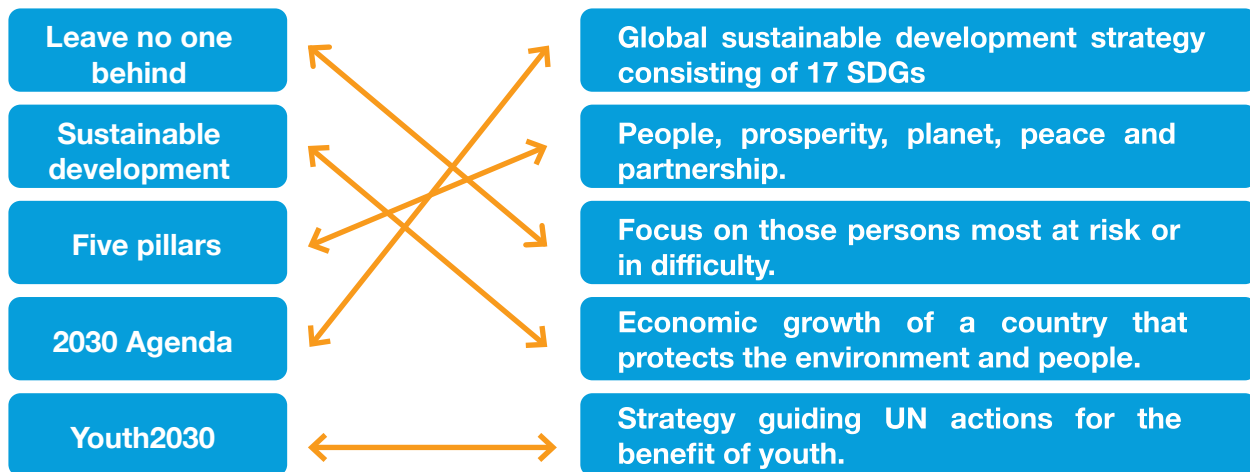 Leave no one
behind
Global sustainable development strategy
consisting of 17 SDGs
Sustainable
development
People, prosperity, planet, peace and
partnership.
Five pillars
Focus on those persons most at risk or
in difficulty.
2030 Agenda
Economic growth of a country that
protects the environment and people.
Youth2030
Strategy guiding UN actions for the
benefit of youth.